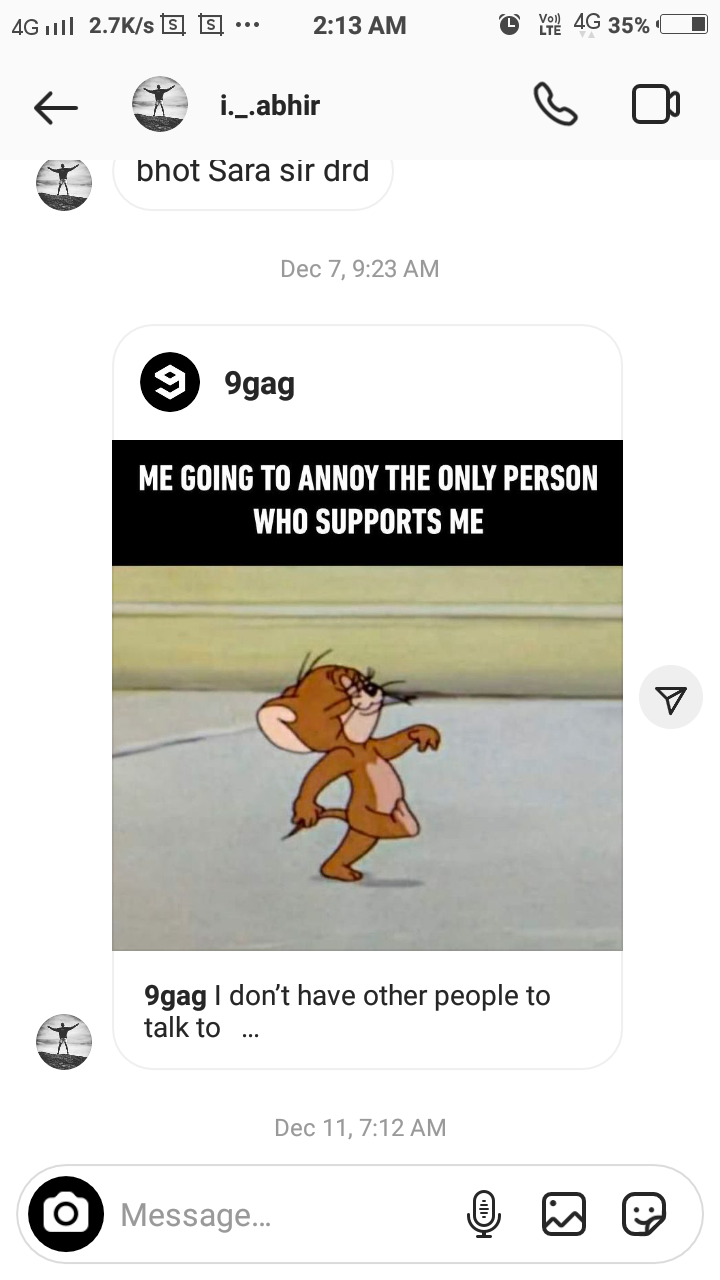 4G 2.7K/s S S ... 2:13 AM Vo)) LTE 4G 35%
i._.abhir
bhot Sara sir drd
Dec 7, 9:23 AM
9gag
ME GOING TO ANNOY THE ONLY PERSON
WHO SUPPORTS ME
9gag I don’t have other people to
talk to ...
Dec 11, 7:12 AM
Message...